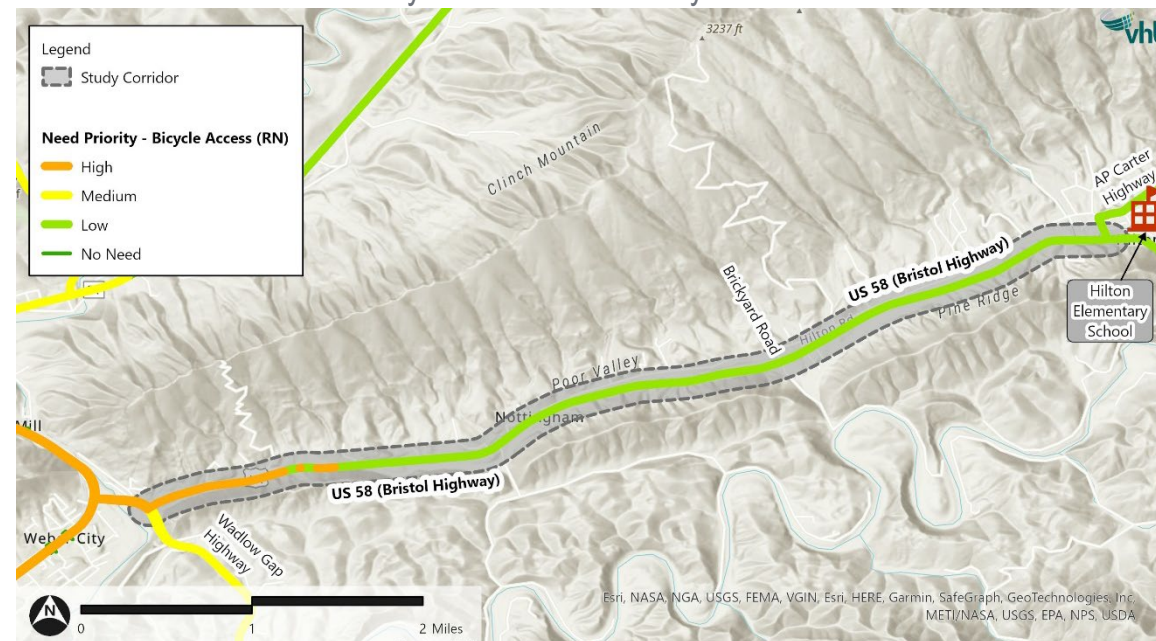 3237 ft
Legend
Study Corridor
Need Priority - Bicycle Access (RN)
High
Medium
Low
No Need
Clinch Mountain
AP Carter
Highway
US 58 (Bristol Highway)
Hilton Rd
Pine Ridge
Brickyard Road
Hilton
Elementary
School
Poor Valley
Nottingham
US 58 (Bristol Highway)
Wadlow Gap
Highway
City
N
0
1
2 Miles
Esri, NASA, NGA, USGS, FEMA, VGIN, Esri, HERE, Garmin, SafeGraph, GeoTechnologies, Inc,
METI/NASA, USGS, EPA, NPS, USDA